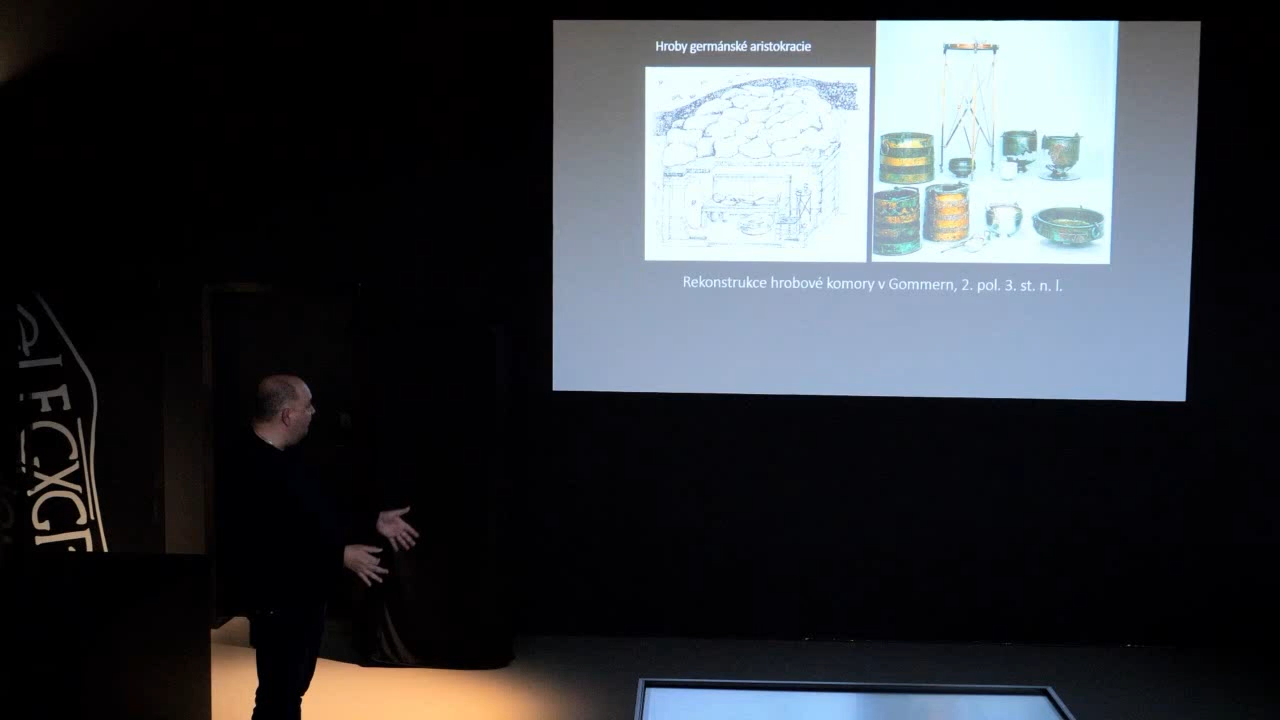 Hroby germánské aristokracie
Rekonstrukce hrobové komory v Gommern, 2. pol. 3. st. n. l.